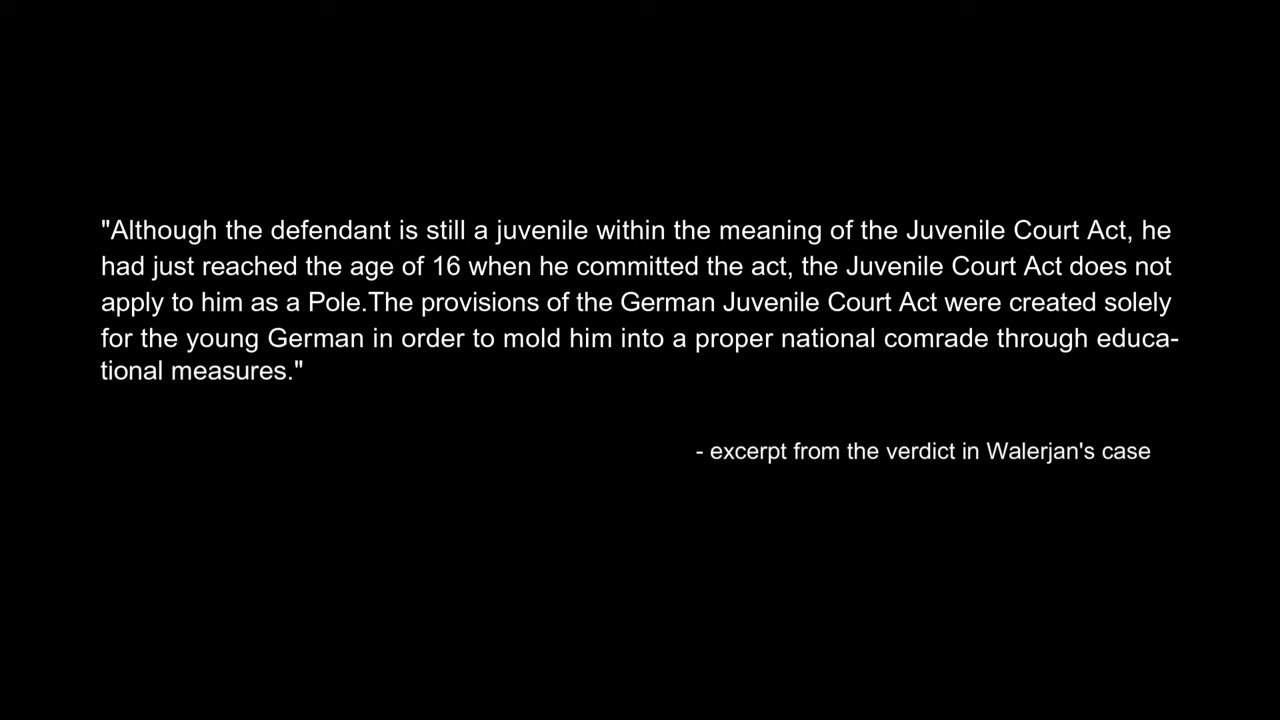 "Although the defendant is still a juvenile within the meaning of the Juvenile Court Act, he
had just reached the age of 16 when he committed the act, the Juvenile Court Act does not
apply to him as a Pole.The provisions of the German Juvenile Court Act were created solely
for the young German in order to mold him into a proper national comrade through educa-
tional measures."
- excerpt from the verdict in Walerjan's case